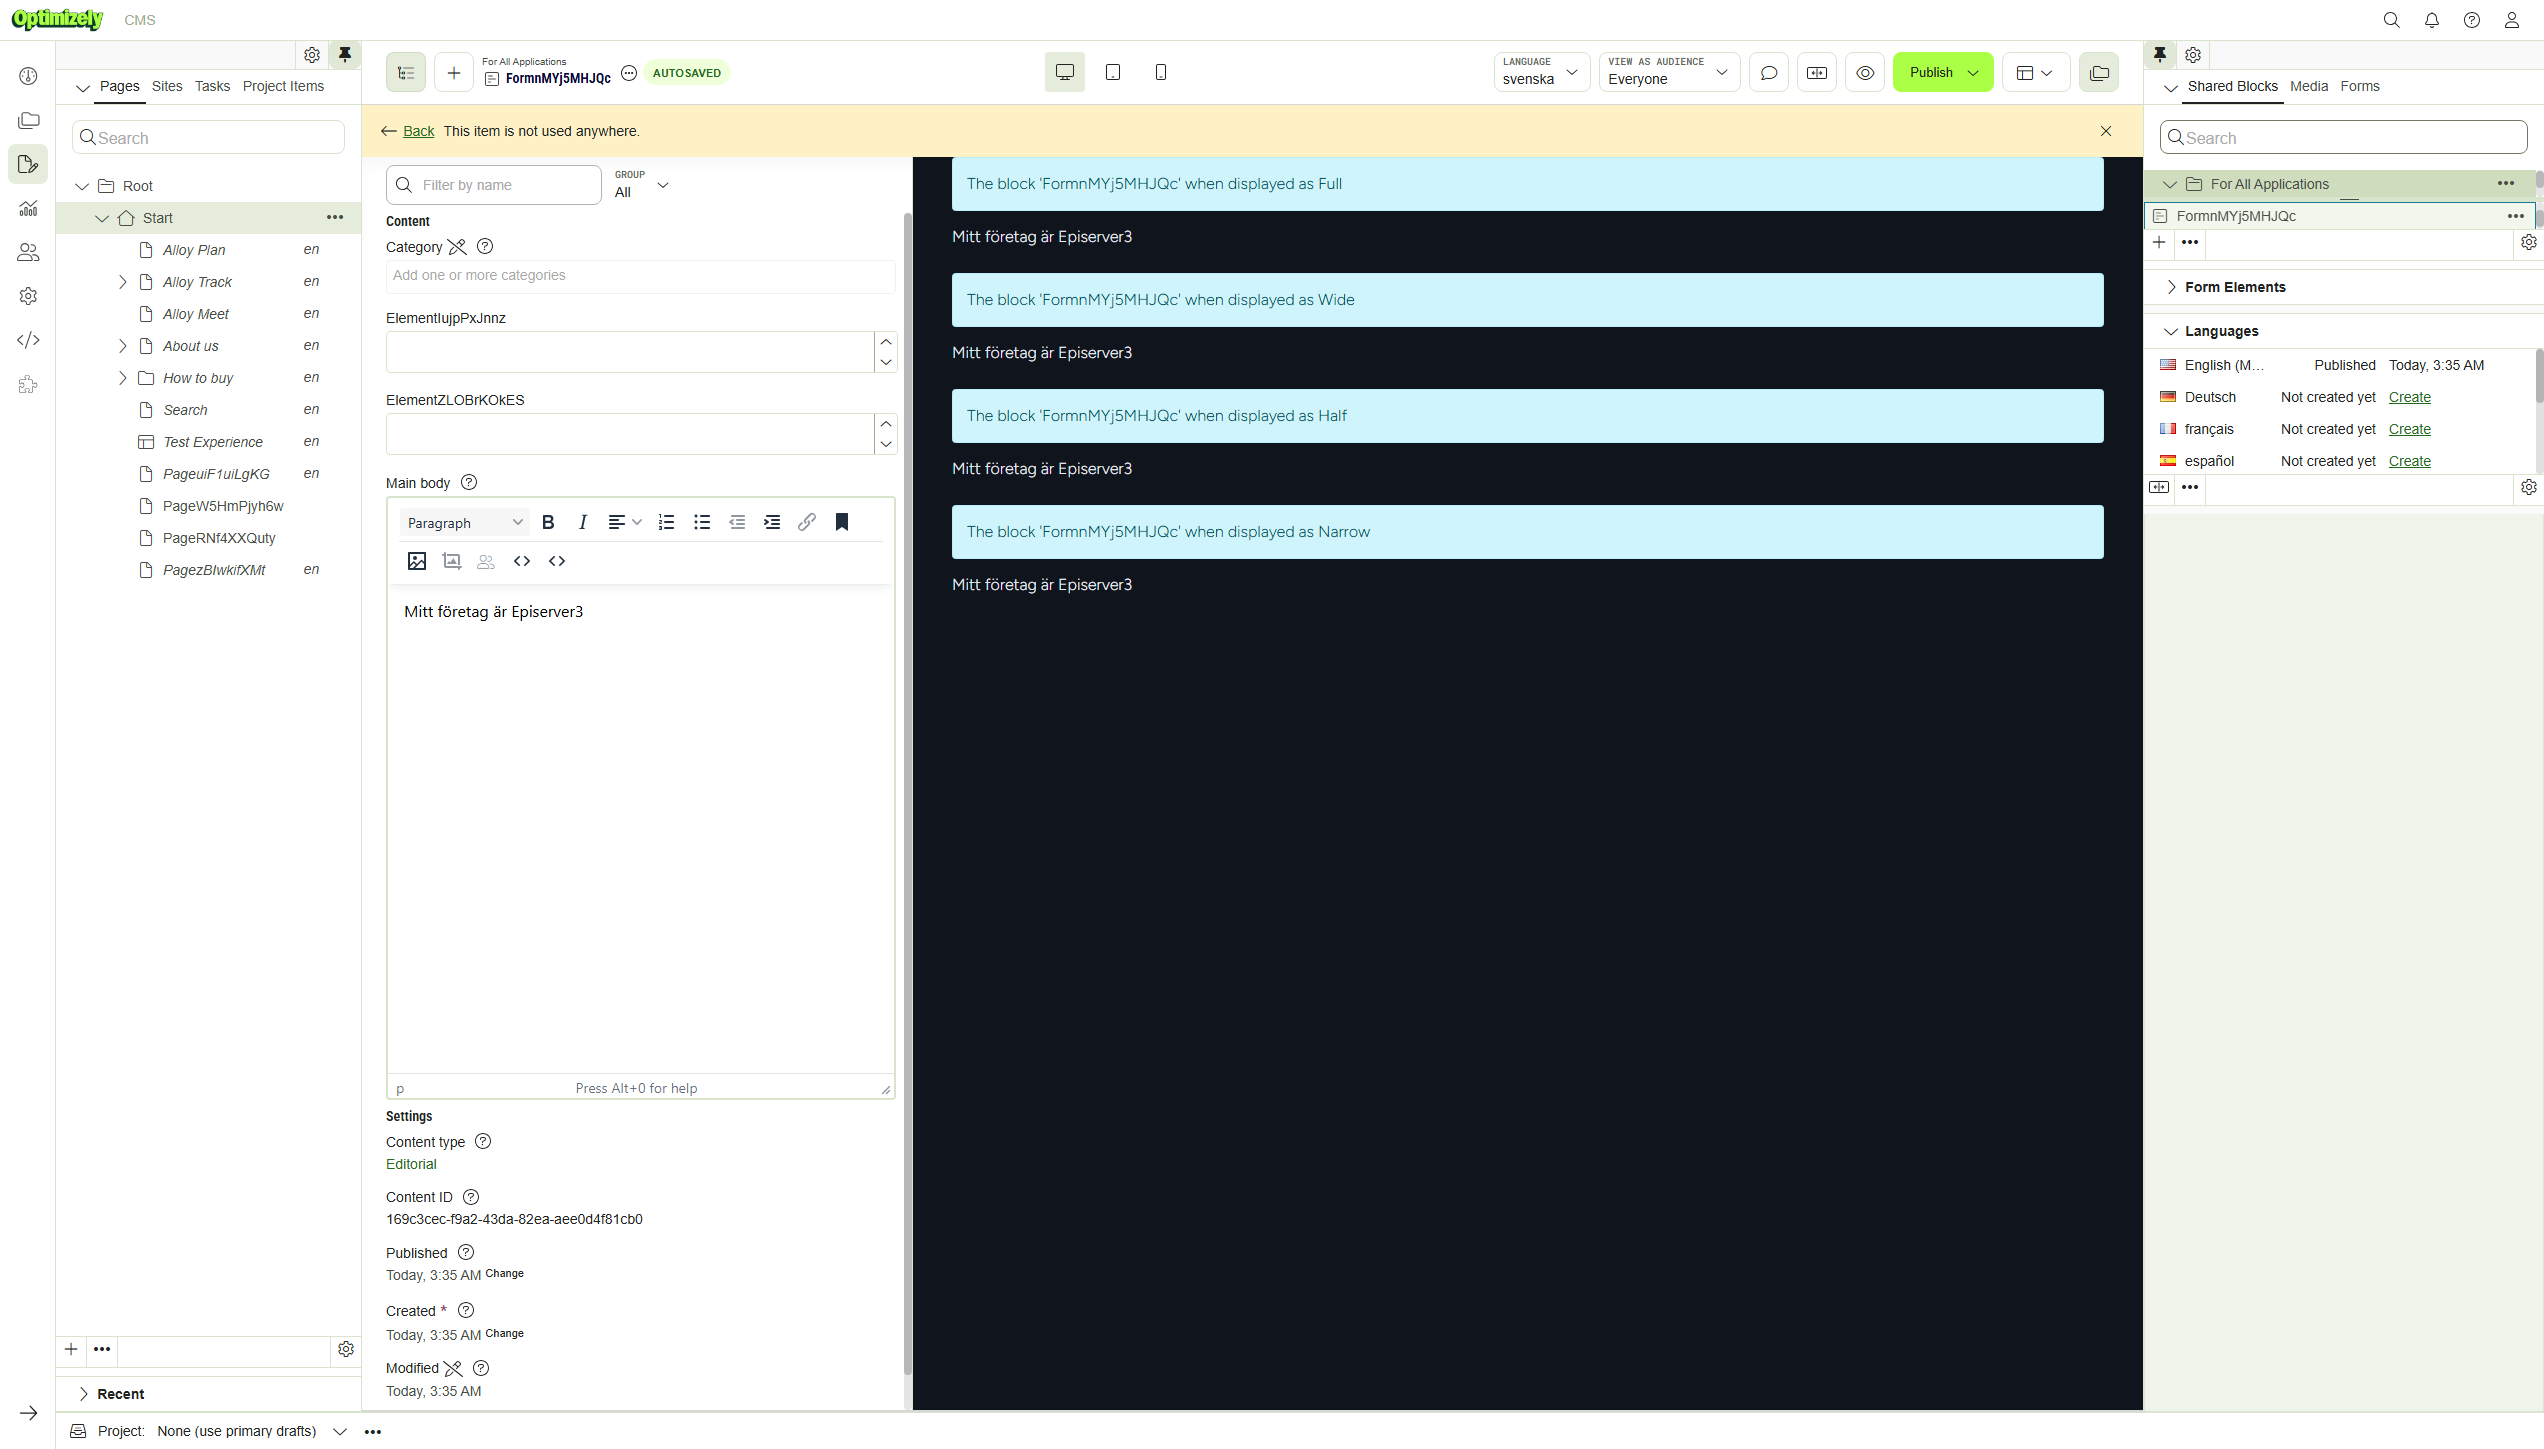 Optimizely CMS
Pages Sites Tasks Project Items
Search
Root
Start
Alloy Plan en
Alloy Track en
Alloy Meet en
About us en
How to buy en
Search en
Test Experience en
PageuiF1uiLgKG en
PageW5HmPjyh6w
PageRNf4XXQuty
PagezBIwkifXMt en
Recent
Project: None (use primary drafts)
For All Applications
FormnMYj5MHJQc AUTOSAVED
LANGUAGE
svenska
VIEW AS AUDIENCE
Everyone
Publish
Back This item is not used anywhere.
Filter by name
GROUP
All
Content
Category
Add one or more categories
ElementIujpPxJnnz
ElementZLOBrKOkES
Main body
Paragraph
Mitt företag är Episerver3
p Press Alt+0 for help
Settings
Content type
Editorial
Content ID
169c3cec-f9a2-43da-82ea-aee0d4f81cb0
Published
Today, 3:35 AM Change
Created *
Today, 3:35 AM Change
Modified
Today, 3:35 AM
The block 'FormnMYj5MHJQc' when displayed as Full
Mitt företag är Episerver3
The block 'FormnMYj5MHJQc' when displayed as Wide
Mitt företag är Episerver3
The block 'FormnMYj5MHJQc' when displayed as Half
Mitt företag är Episerver3
The block 'FormnMYj5MHJQc' when displayed as Narrow
Mitt företag är Episerver3
Shared Blocks Media Forms
Search
For All Applications
FormnMYj5MHJQc
Form Elements
Languages
English (M... Published Today, 3:35 AM
Deutsch Not created yet Create
français Not created yet Create
español Not created yet Create